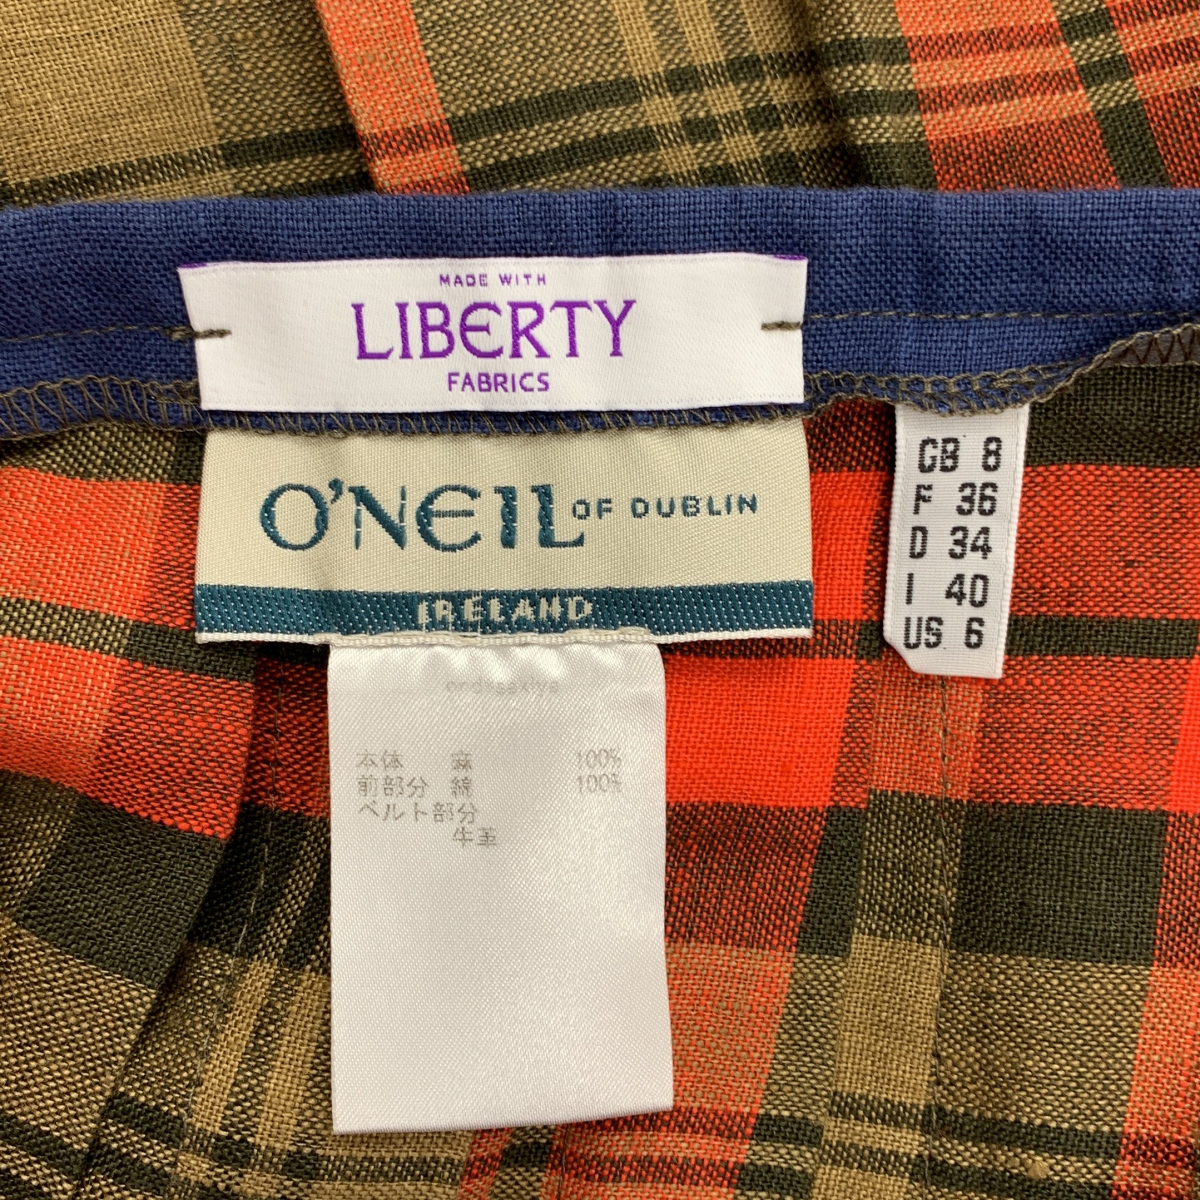 MADE WITH
LIBERTY
FABRICS
O'NEIL OF DUBLIN
IRELAND
GB 8
F 36
D 34
I 40
US 6
本体 麻 100%
前部分 綿 100%
ベルト部分
牛革